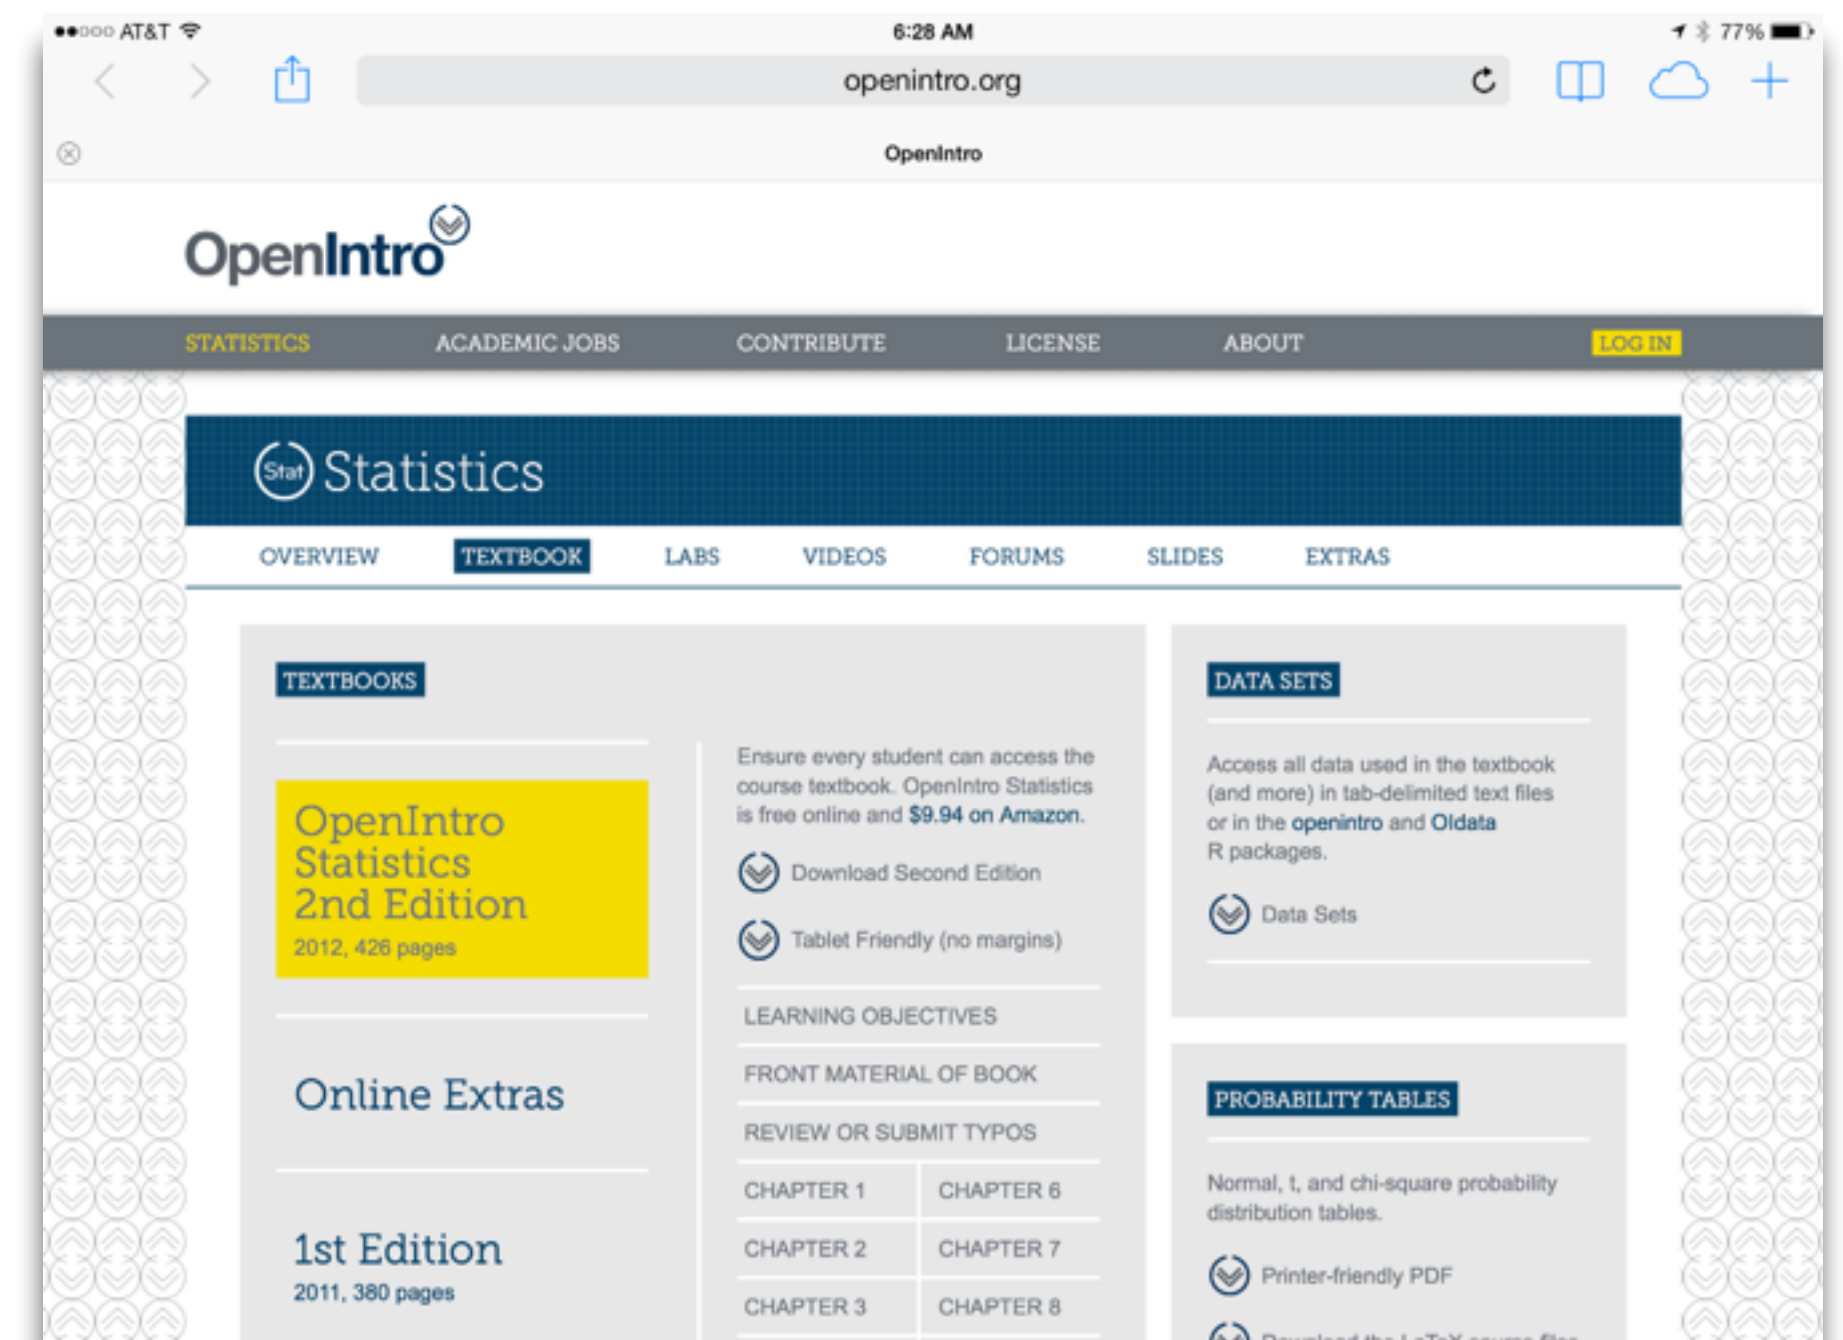 AT&T
6:28 AM
77%
openintro.org
OpenIntro
OpenIntro
STATISTICS
ACADEMIC JOBS
CONTRIBUTE
LICENSE
ABOUT
LOG IN
Stat
Statistics
OVERVIEW
TEXTBOOK
LABS
VIDEOS
FORUMS
SLIDES
EXTRAS
TEXTBOOKS
OpenIntro
Statistics
2nd Edition
2012, 426 pages
Online Extras
1st Edition
2011, 380 pages
Ensure every student can access the
course textbook. OpenIntro Statistics
is free online and $9.94 on Amazon.
Download Second Edition
Tablet Friendly (no margins)
LEARNING OBJECTIVES
FRONT MATERIAL OF BOOK
REVIEW OR SUBMIT TYPOS
CHAPTER 1
CHAPTER 6
CHAPTER 2
CHAPTER 7
CHAPTER 3
CHAPTER 8
DATA SETS
Access all data used in the textbook
(and more) in tab-delimited text files
or in the openintro and OIdata
R packages.
Data Sets
PROBABILITY TABLES
Normal, t, and chi-square probability
distribution tables.
Printer-friendly PDF
Download the LaTeX source files